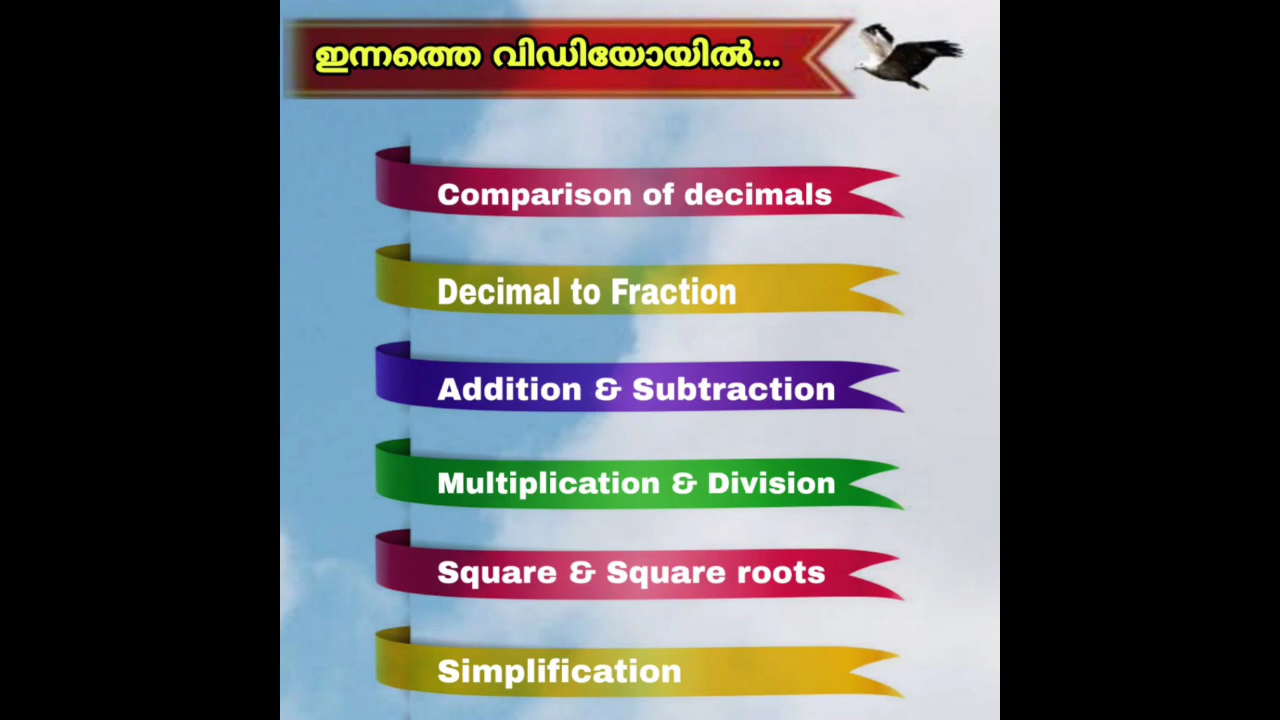 ഇന്നത്തെ വിഡിയോയിൽ...
Comparison of decimals
Decimal to Fraction
Addition & Subtraction
Multiplication & Division
Square & Square roots
Simplification